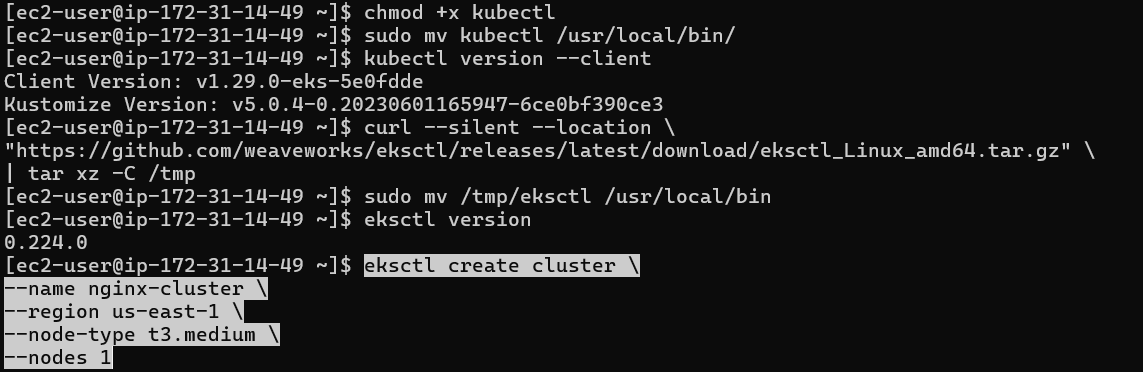 [ec2-user@ip-172-31-14-49 ~]$ chmod +x kubectl
[ec2-user@ip-172-31-14-49 ~]$ sudo mv kubectl /usr/local/bin/
[ec2-user@ip-172-31-14-49 ~]$ kubectl version --client
Client Version: v1.29.0-eks-5e0fdde
Kustomize Version: v5.0.4-0.20230601165947-6ce0bf390ce3
[ec2-user@ip-172-31-14-49 ~]$ curl --silent --location \
"https://github.com/weaveworks/eksctl/releases/latest/download/eksctl_Linux_amd64.tar.gz" \
| tar xz -C /tmp
[ec2-user@ip-172-31-14-49 ~]$ sudo mv /tmp/eksctl /usr/local/bin
[ec2-user@ip-172-31-14-49 ~]$ eksctl version
0.224.0
[ec2-user@ip-172-31-14-49 ~]$ eksctl create cluster \
--name nginx-cluster \
--region us-east-1 \
--node-type t3.medium \
--nodes 1